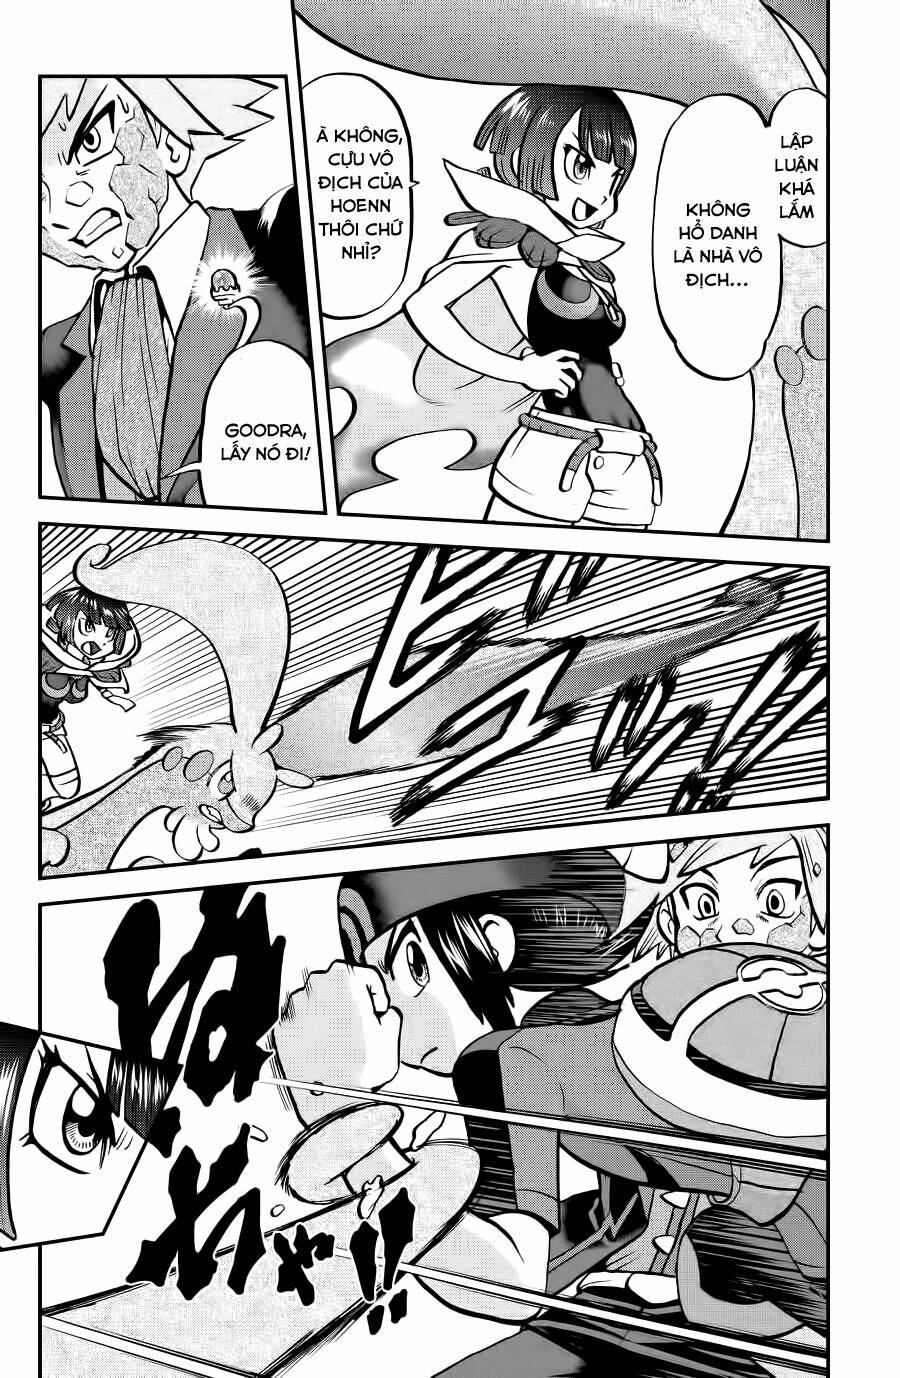 LẬP
LUẬN
KHÁ
LẮM
KHÔNG
HỔ DANH
LÀ NHÀ VÔ
ĐỊCH...
À KHÔNG,
CỰU VÔ
ĐỊCH CỦA
HOENN
THÔI CHỨ
NHỈ?
GOODRA,
LẤY NÓ ĐI!